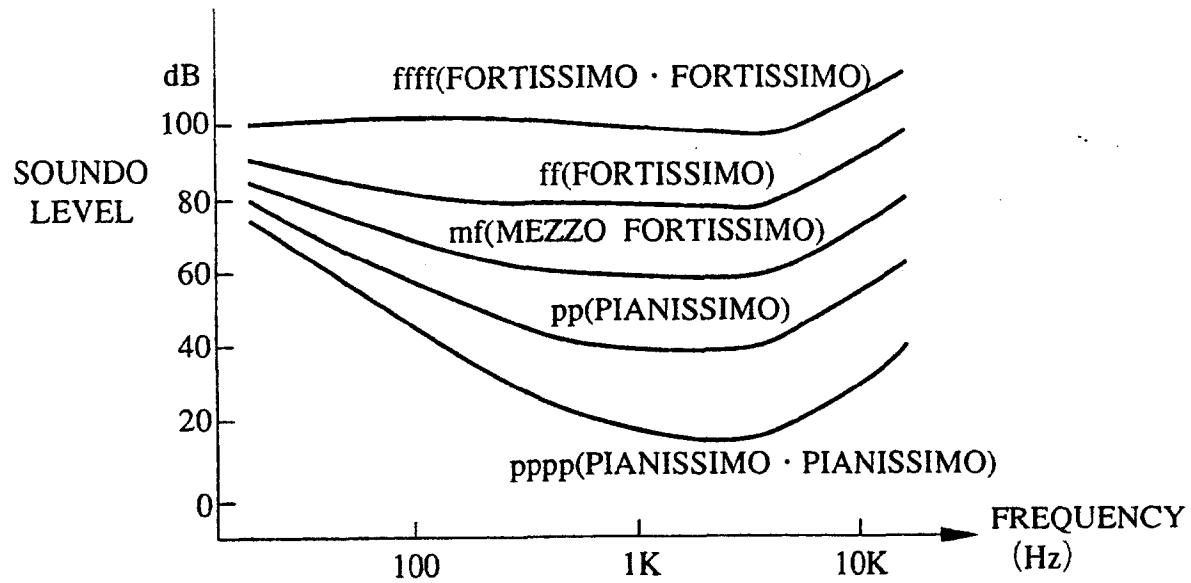 dB
ffff(FORTISSIMO · FORTISSIMO)
100
SOUNDO
LEVEL
ff(FORTISSIMO)
80
mf(MEZZO FORTISSIMO)
60
pp(PIANISSIMO)
40
20
pppp(PIANISSIMO · PIANISSIMO)
0
FREQUENCY
(Hz)
100
1K
10K